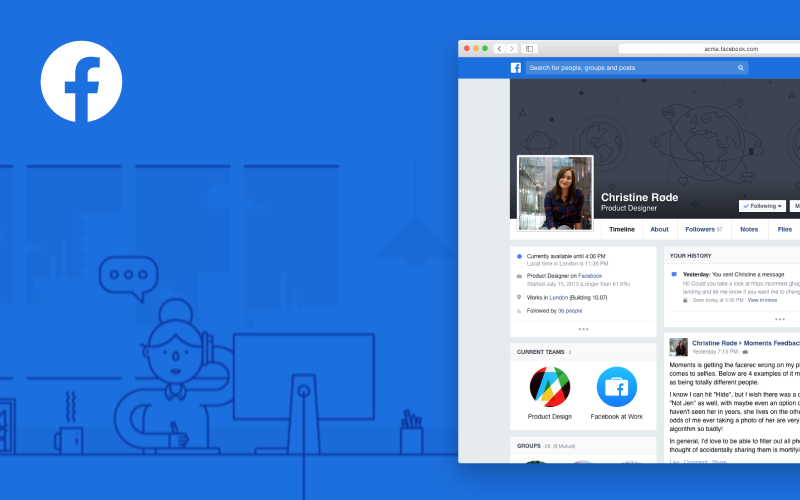 acme.facebook.com
Search for people, groups and posts
Christine Røde
Product Designer
Following
Timeline About Followers 97 Notes Files
Currently available until 4:00 PM
Local time in London is 11:36 PM
Product Designer on Facebook
Started July 15, 2013 (Longer than 81.6%)
Works in London (Building 10,07)
Followed by 36 people
YOUR HISTORY
Yesterday: You sent Christine a message
Hi! Could you take a look at
landing and let me know if you want me to
Seen today at 3:35 PM · View in Inbox
CURRENT TEAMS · 2
Product Design Facebook at Work
GROUPS · 26 (8 Mutual)
Christine Røde Moments
Yesterday 7:15 PM ·
Moments is getting the facerec wrong on my
comes to selfies. Below are 4 examples of it
as being totally different people.
I know I can hit "Hide", but I wish there was a
"Not Jen" as well, with maybe even an option
haven't seen her in years, she lives on the
odds of me ever taking a photo of her are very
algorithm so badly!
In general, I'd love to be able to filter out all
thought of accidentally sharing them is
Like · Comment · Share